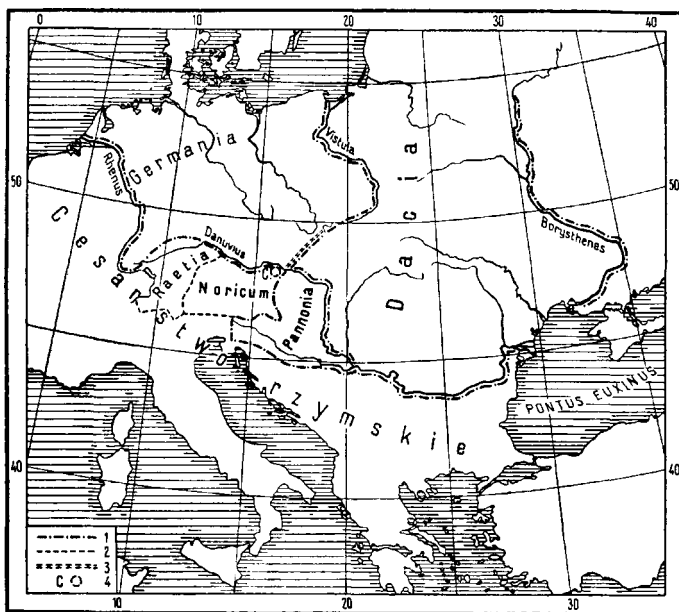 0 10 20 30 40
50 50
40 40
10 20 30
Germania
Rhenus
Vistula
Dacia
Borysthenes
Danuvius
C
Raetia
Noricum
Pannonia
Cesarstwo rzymskie
PONTUS EUXINUS
1
2
3
C 4